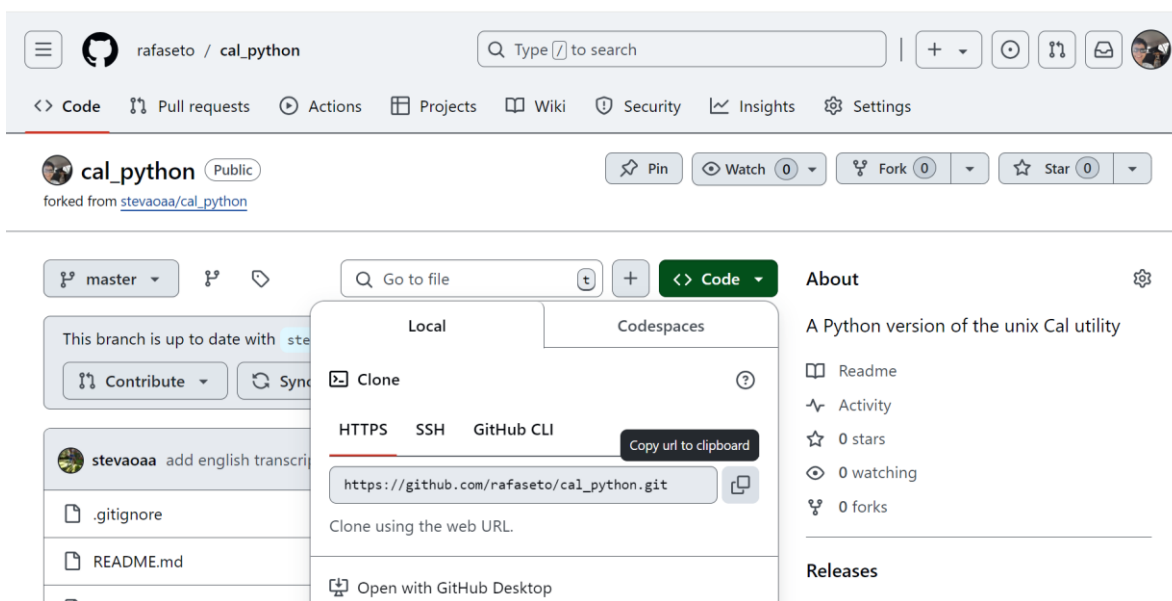 rafaseto / cal_python Type / to search
Code Pull requests Actions Projects Wiki Security Insights Settings
cal_python Public Pin Watch 0 Fork 0 Star 0
forked from stevaoaa/cal_python
master Go to file t Code About
Local Codespaces
A Python version of the unix Cal utility
This branch is up to date with ste
Contribute Sync
Clone
Readme
Activity
HTTPS SSH GitHub CLI
Copy url to clipboard
0 stars
stevaoaa add english transcrip
https://github.com/rafaseto/cal_python.git
0 watching
.gitignore
Clone using the web URL.
0 forks
README.md
Open with GitHub Desktop
Releases